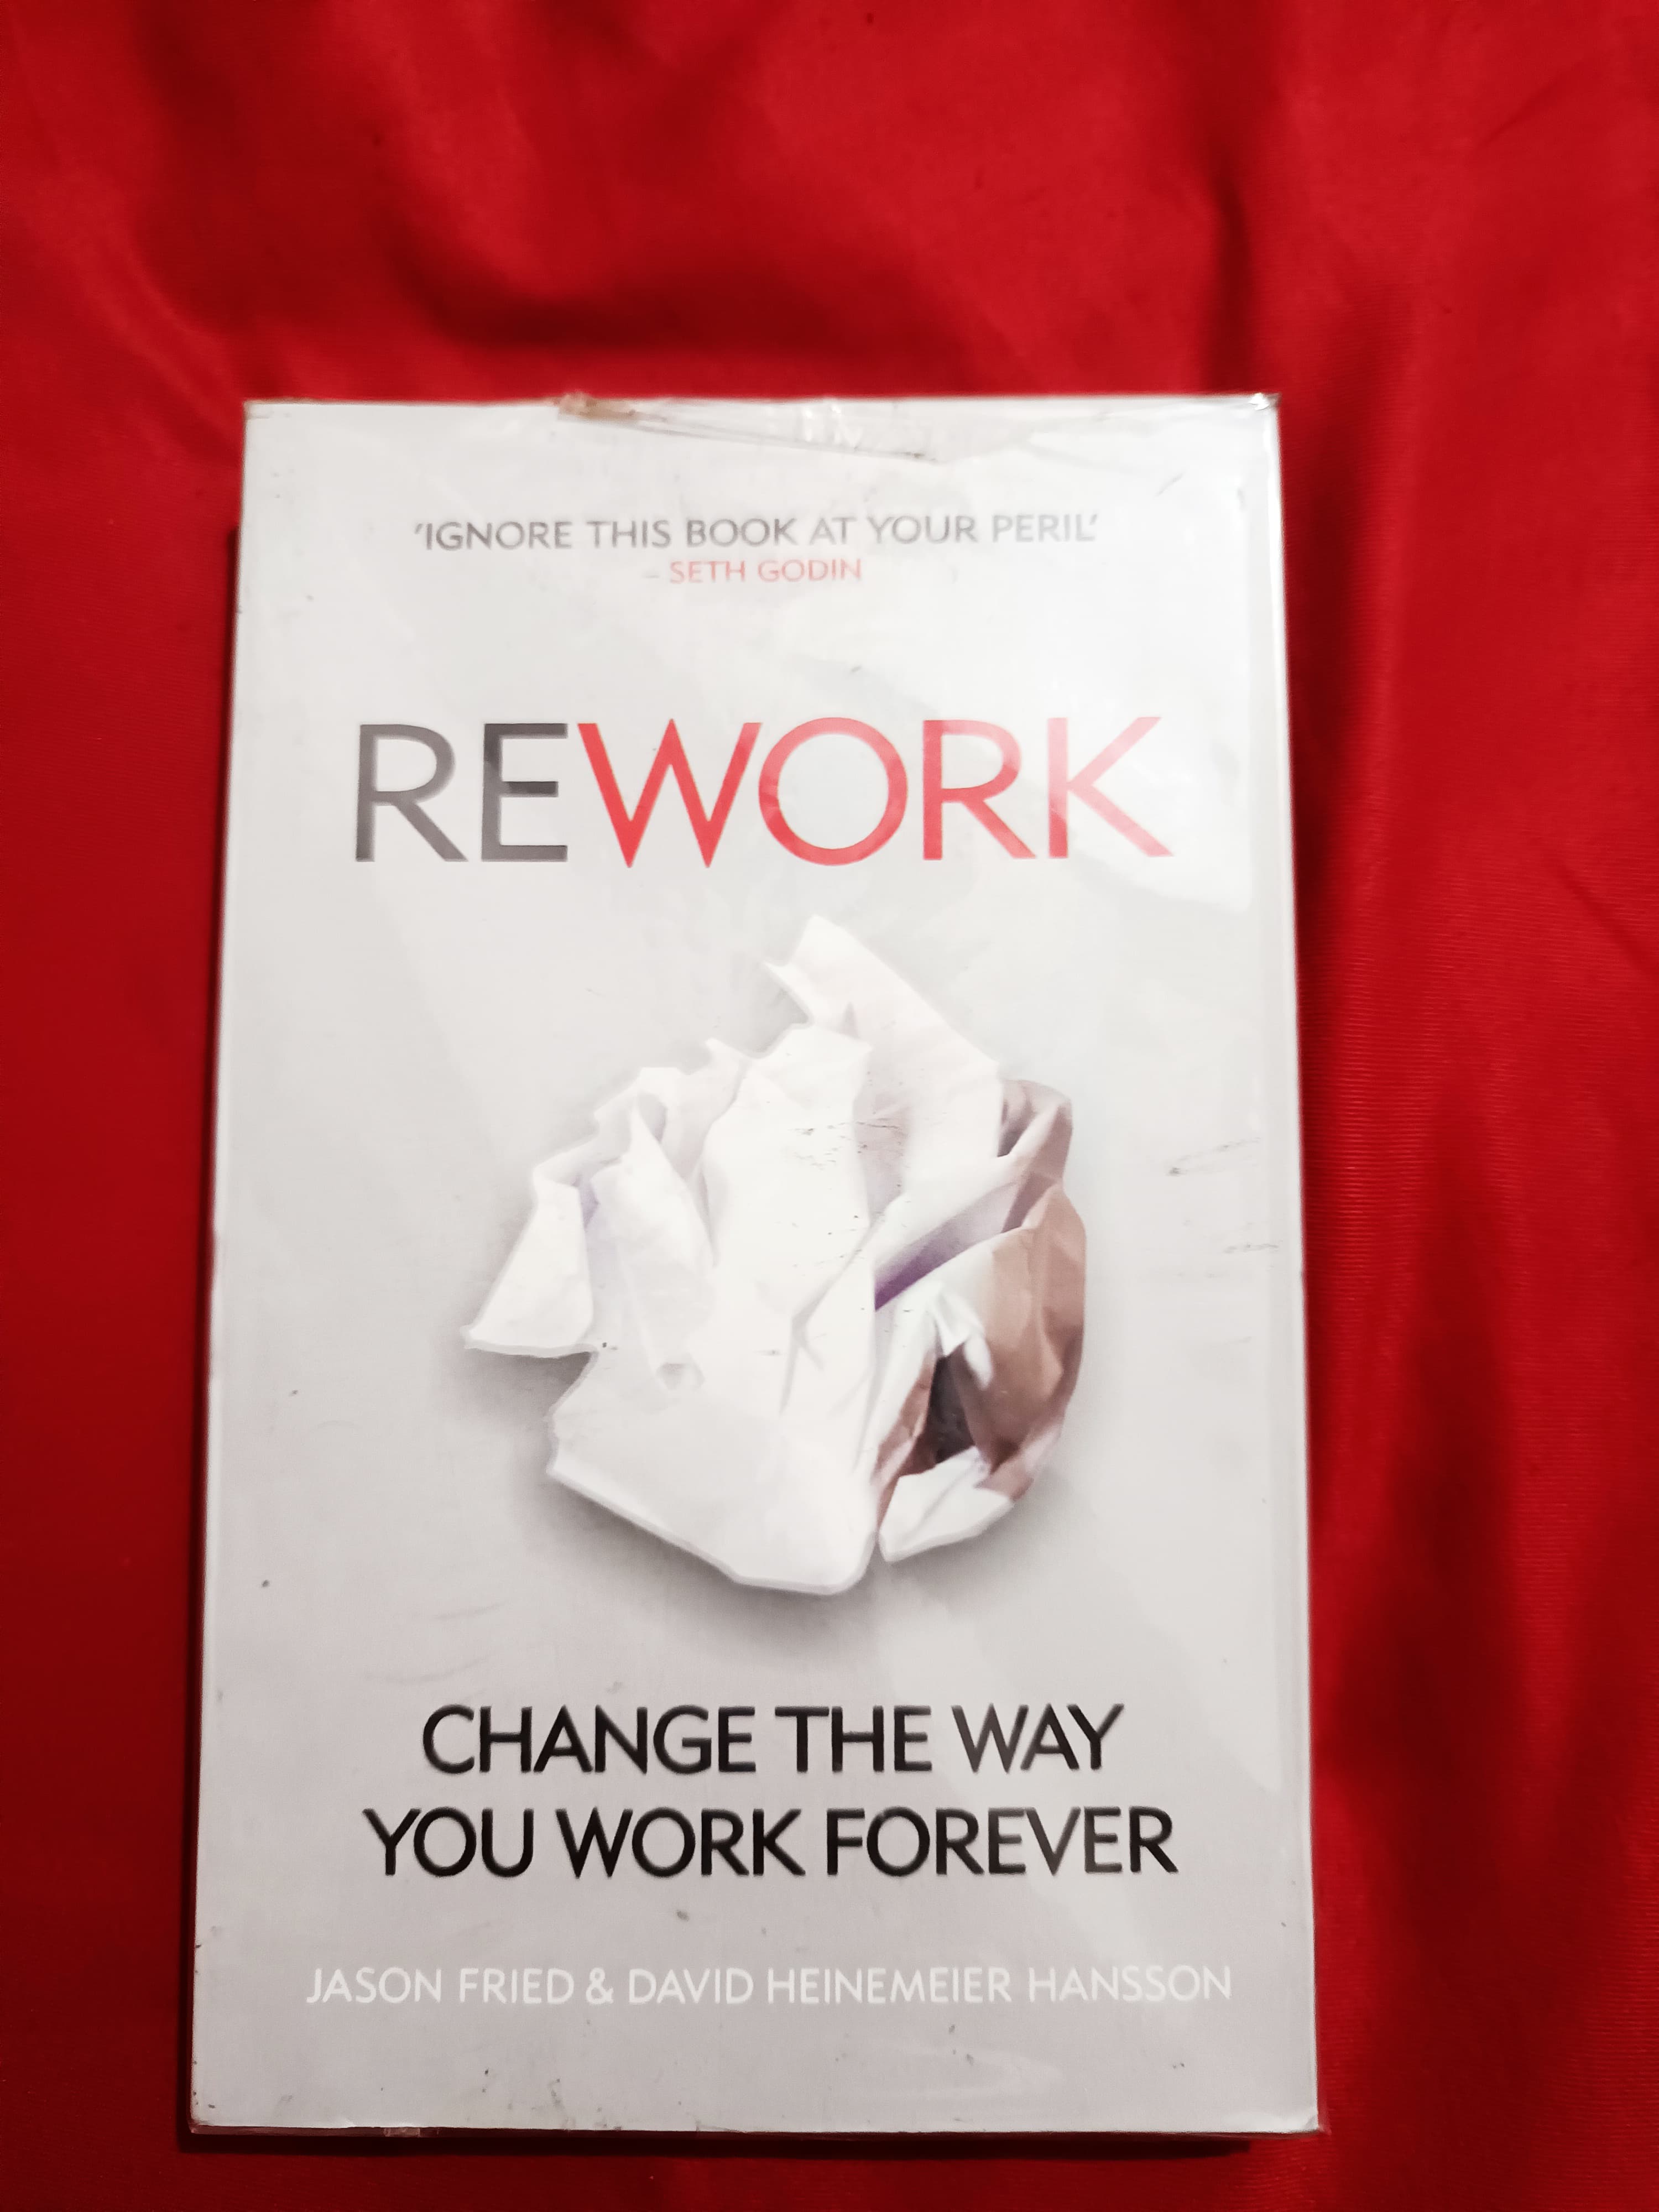 'IGNORE THIS BOOK AT YOUR PERIL'
– SETH GODIN
REWORK
CHANGE THE WAY
YOU WORK FOREVER
JASON FRIED & DAVID HEINEMEIER HANSSON